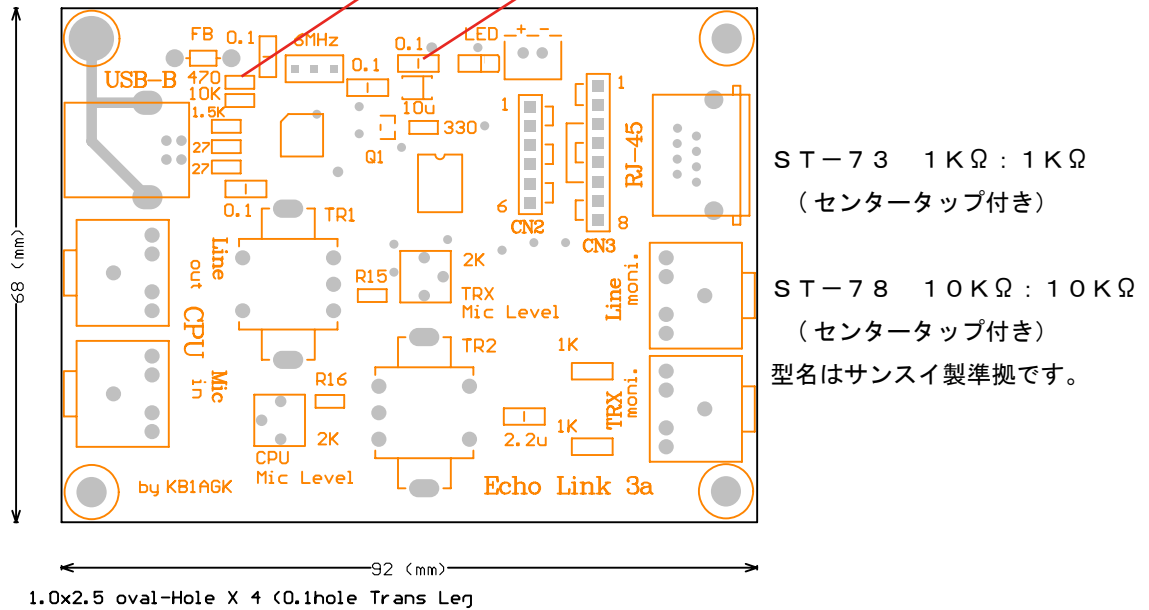 FB
0.1
6MHz
0.1
LED
+ -
USB-B
470
10K
1.5K
27
27
0.1
0.1
10u
330
Q1
1
6
CN2
1
8
CN3
RJ-45
TR1
Line
out
CPU
Mic
in
R15
2K
TRX
Mic Level
TR2
R16
2K
CPU
Mic Level
1K
1K
2.2u
Line
moni.
TRX
moni.
by KB1AGK
Echo Link 3a
68 (mm)
92 (mm)
1.0x2.5 oval-Hole X 4 (0.1hole Trans Leg
ST-73 1KΩ:1KΩ
(センタータップ付き)
ST-78 10KΩ:10KΩ
(センタータップ付き)
型名はサンスイ製準拠です。